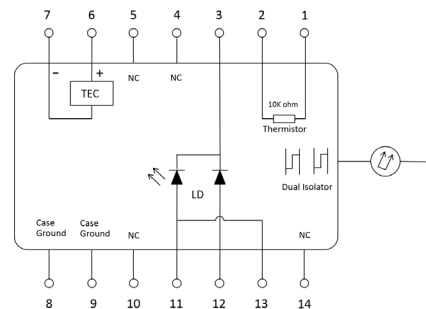 7 6 5 4 3 2 1
− +
TEC
NC NC
10K ohm
Thermistor
Dual Isolator
LD
Case
Ground
Case
Ground
NC
NC
8 9 10 11 12 13 14